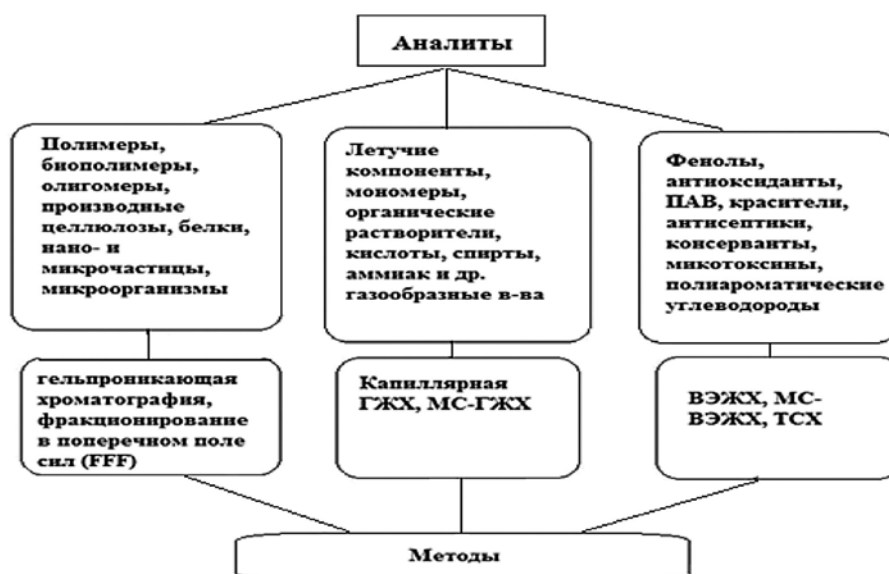 Аналиты
Полимеры,
биополимеры,
олигомеры,
производные
целлюлозы, белки,
нано- и
микрочастицы,
микроорганизмы
Летучие
компоненты,
мономеры,
органические
растворители,
кислоты, спирты,
аммиак и др.
газообразные в-ва
Фенолы,
антиоксиданты,
ПАВ, красители,
антисептики,
консерванты,
микотоксины,
полиароматические
углеводороды
гельпроникающая
хроматография,
фракционирование
в поперечном поле
сил (FFF)
Капиллярная
ГЖХ, МС-ГЖХ
ВЭЖХ, МС-
ВЭЖХ, ТСХ
Методы